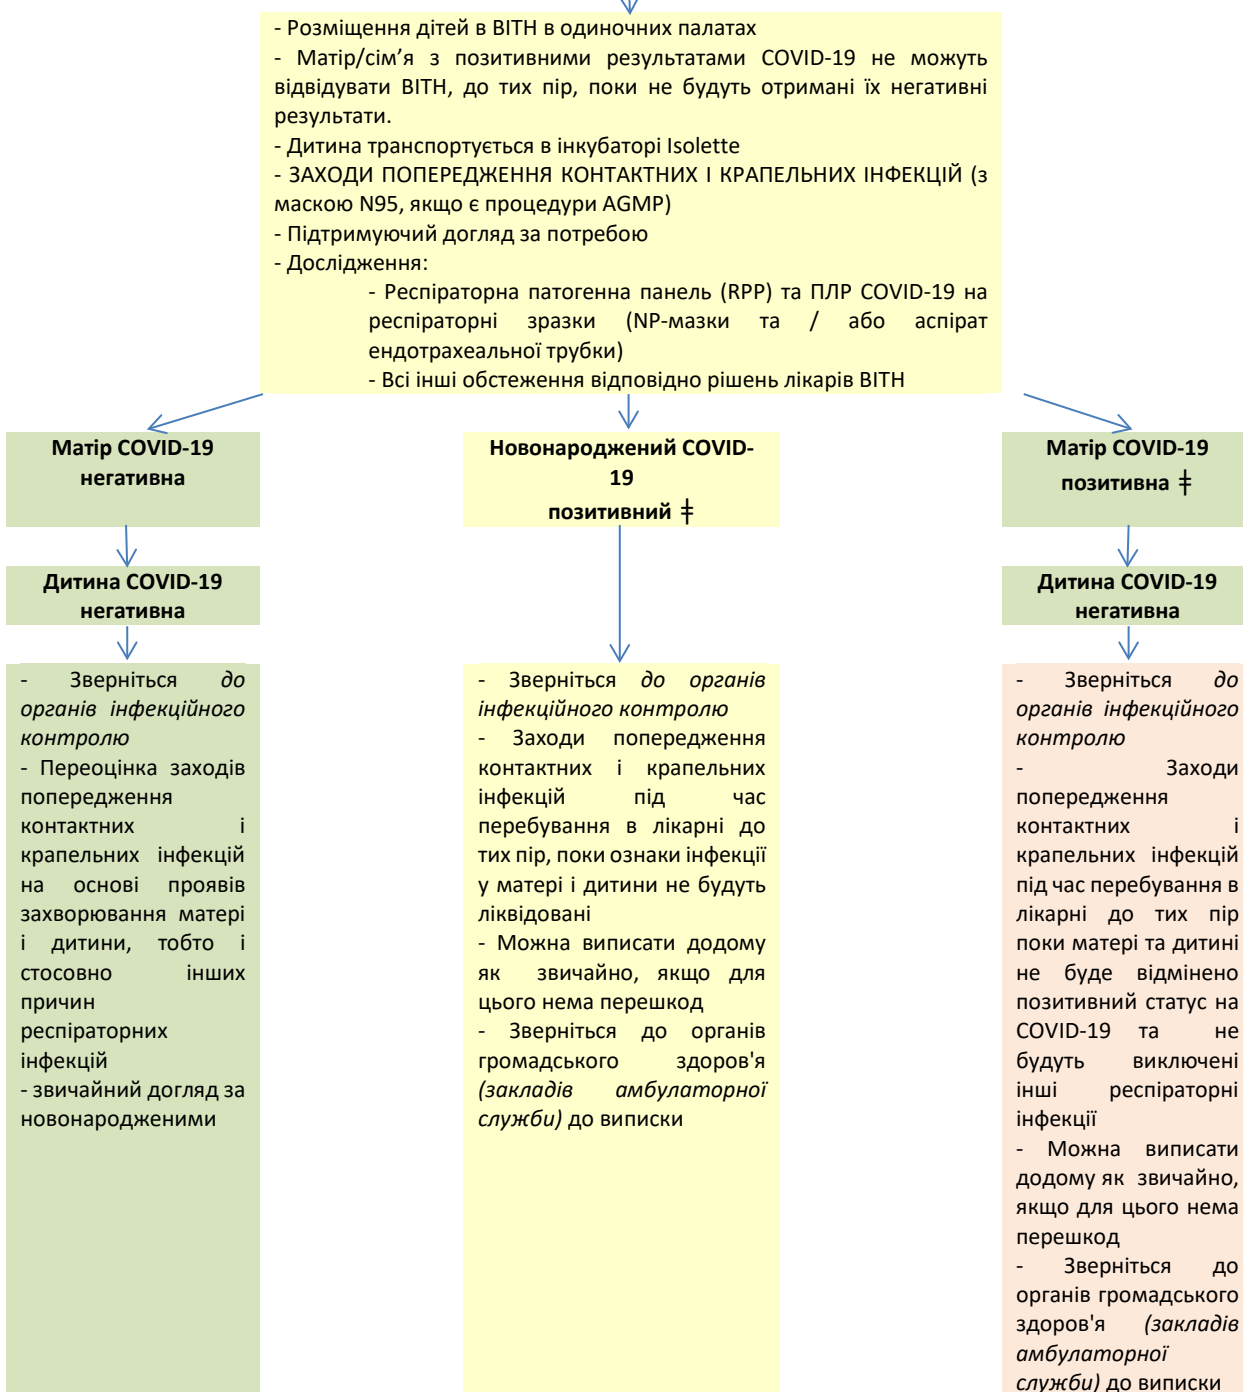 - Розміщення дітей в ВІТН в одиночних палатах
- Матір/сім’я з позитивними результатами COVID-19 не можуть
відвідувати ВІТН, до тих пір, поки не будуть отримані їх негативні
результати.
- Дитина транспортується в інкубаторі Isolette
- ЗАХОДИ ПОПЕРЕДЖЕННЯ КОНТАКТНИХ І КРАПЕЛЬНИХ ІНФЕКЦІЙ (з
маскою N95, якщо є процедури AGMP)
- Підтримуючий догляд за потребою
- Дослідження:
- Респіраторна патогенна панель (RPP) та ПЛР COVID-19 на
респіраторні зразки (NP-мазки та / або аспірат
ендотрахеальної трубки)
- Всі інші обстеження відповідно рішень лікарів ВІТН
Матір COVID-19
негативна
Дитина COVID-19
негативна
- Зверніться до
органів інфекційного
контролю
- Переоцінка заходів
попередження
контактних і
крапельних інфекцій
на основі проявів
захворювання матері
і дитини, тобто і
стосовно інших
причин
респіраторних
інфекцій
- звичайний догляд за
новонародженими
Новонароджений COVID-
19
позитивний ǂ
- Зверніться до органів
інфекційного контролю
- Заходи попередження
контактних і крапельних
інфекцій під час
перебування в лікарні до
тих пір, поки ознаки інфекції
у матері і дитини не будуть
ліквідовані
- Можна виписати додому
як звичайно, якщо для
цього нема перешкод
- Зверніться до органів
громадського здоров'я
(закладів амбулаторної
служби) до виписки
Матір COVID-19
позитивна ǂ
Дитина COVID-19
негативна
- Зверніться до
органів інфекційного
контролю
- Заходи
попередження
контактних і
крапельних інфекцій
під час перебування в
лікарні до тих пір
поки матері та дитині
не буде відмінено
позитивний статус на
COVID-19 та не
будуть виключені
інші респіраторні
інфекції
- Можна виписати
додому як звичайно,
якщо для цього нема
перешкод
- Зверніться до
органів громадського
здоров'я (закладів
амбулаторної
служби) до виписки